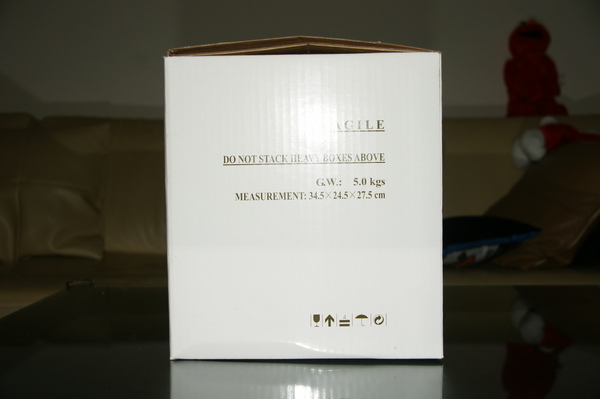 AGILE
DO NOT STACK HEAVY BOXES ABOVE
G.W.: 5.0 kgs
MEASUREMENT: 34.5×24.5×27.5 cm